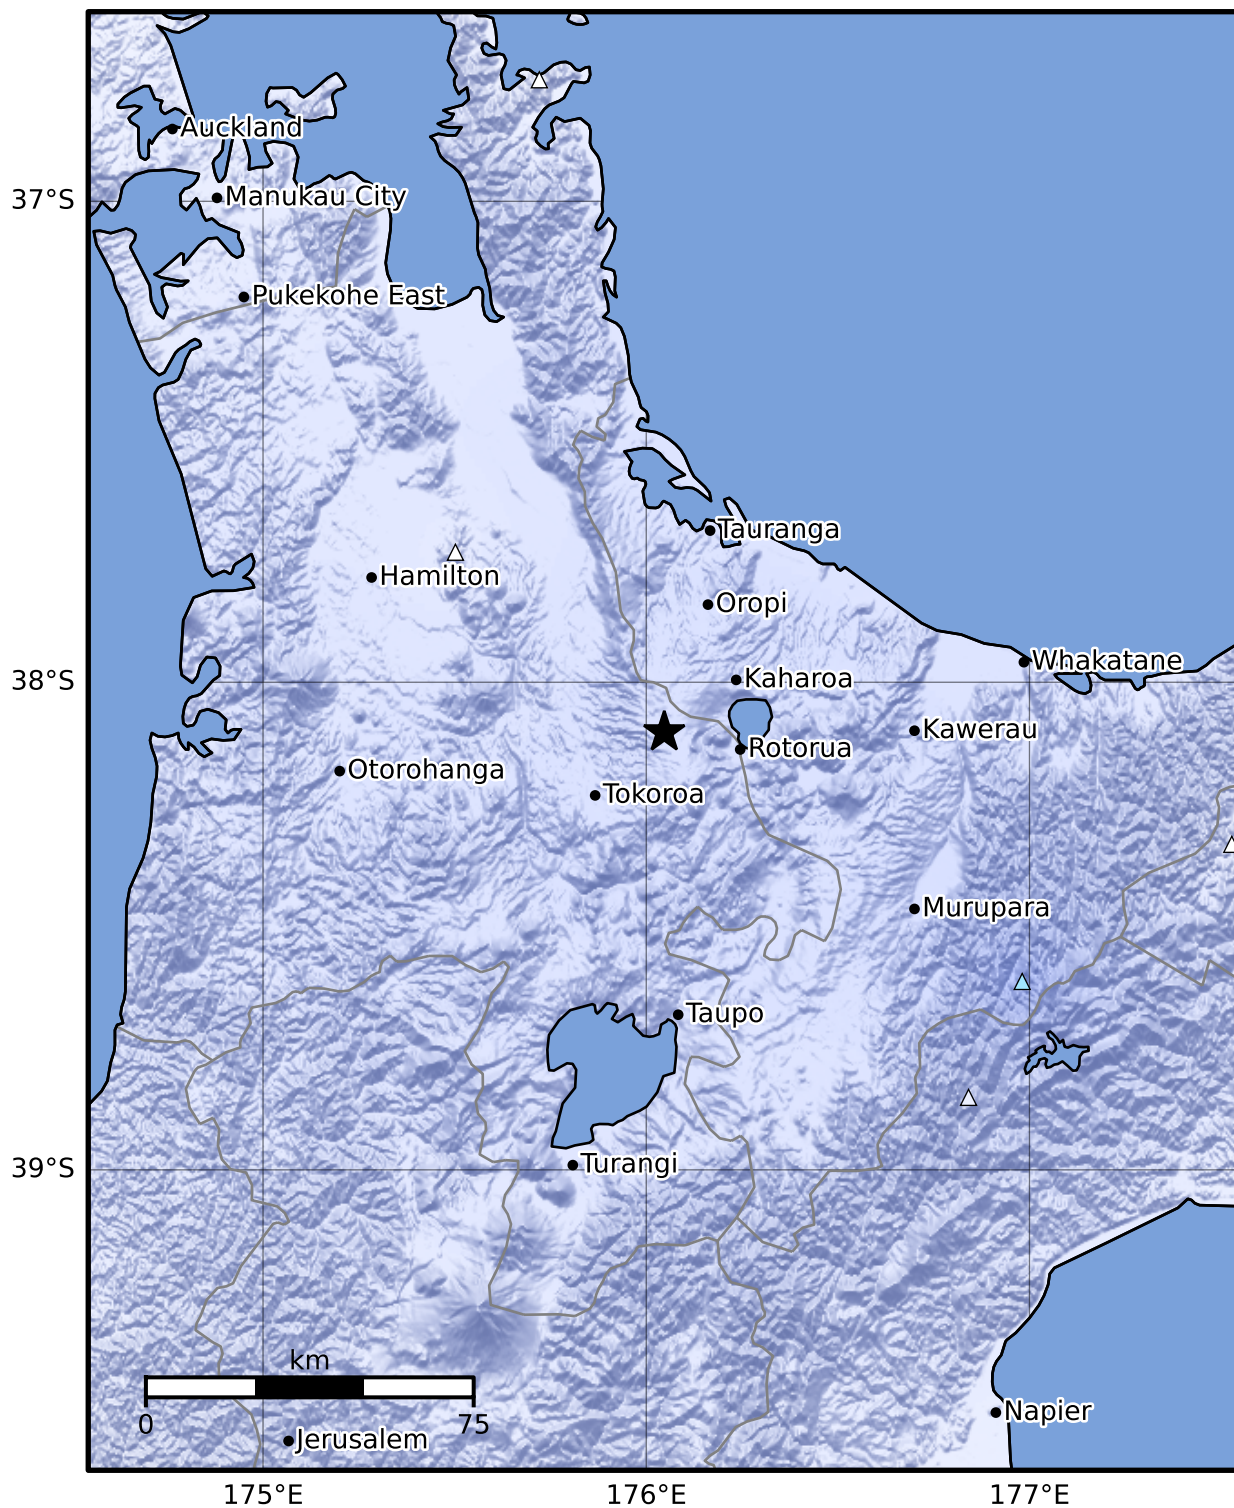 Auckland
37°S
Manukau City
Pukekohe East
Tauranga
Hamilton
Oropi
Whakatane
38°S
Kaharoa
Kawerau
Rotorua
Otorohanga
Tokoroa
Murupara
Taupo
39°S
Turangi
km
0
75
Napier
Jerusalem
175°E
176°E
177°E